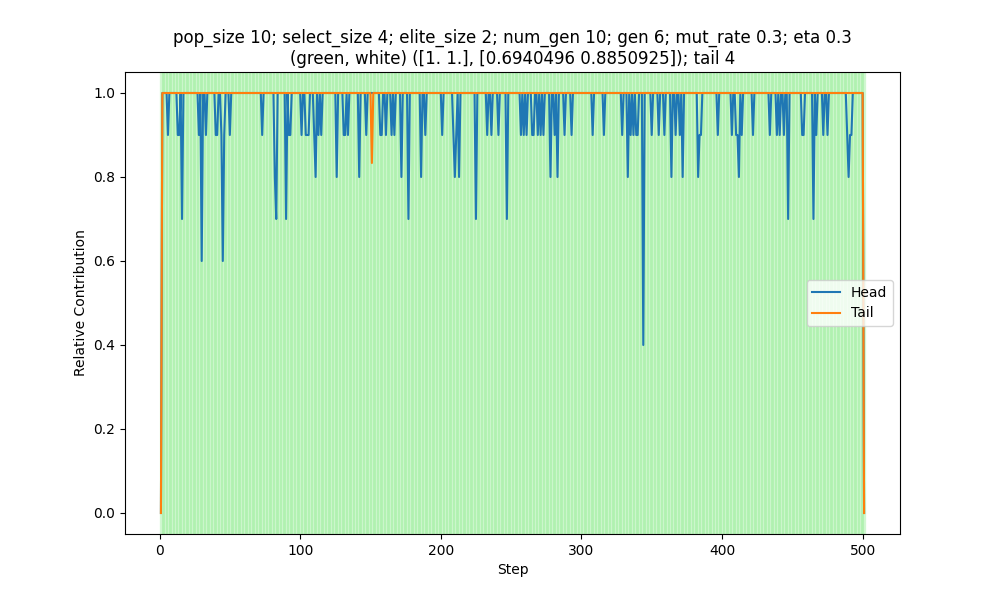 pop_size 10; select_size 4; elite_size 2; num_gen 10; gen 6; mut_rate 0.3; eta 0.3
(green, white) ([1. 1.], [0.6940496 0.8850925]); tail 4
1.0
0.8
0.6
0.4
0.2
0.0
Relative Contribution
Head
Tail
0
100
200
300
400
500
Step